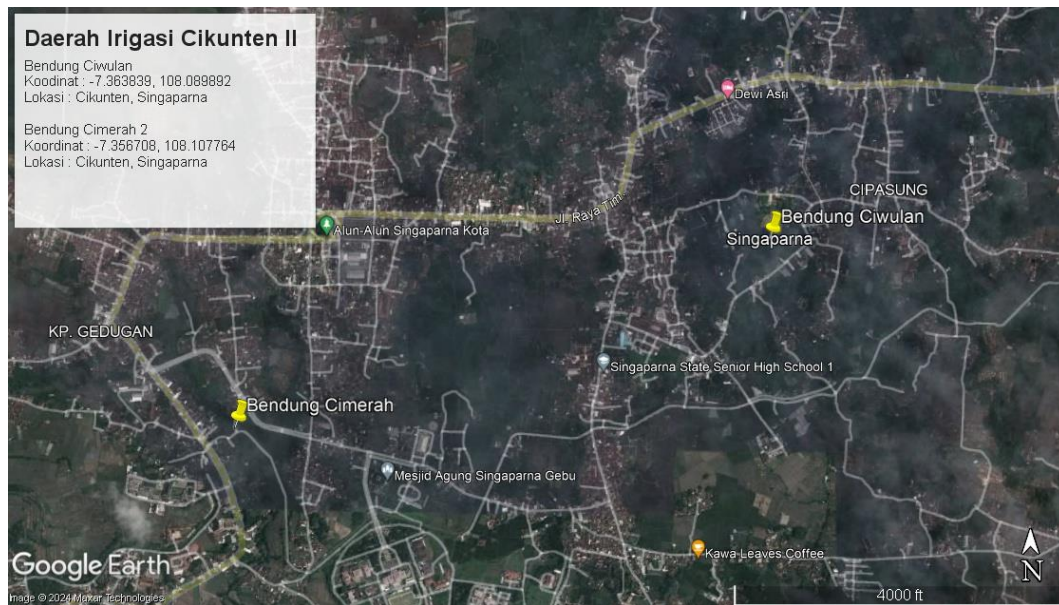 Daerah Irigasi Cikunten II
Bendung Ciwulan
Koodinat : -7.363839, 108.089892
Lokasi : Cikunten, Singaparna
Bendung Cimerah 2
Koordinat : -7.356708, 108.107764
Lokasi : Cikunten, Singaparna
Dewi Asri
CIPASUNG
Jl. Raya Tim
Bendung Ciwulan
Singaparna
Alun-Alun Singaparna Kota
KP. GEDUGAN
Singaparna State Senior High School 1
Bendung Cimerah
Mesjid Agung Singaparna Gebu
Kawa Leaves Coffee
N
Google Earth
Image © 2024 Maxar Technologies
4000 ft